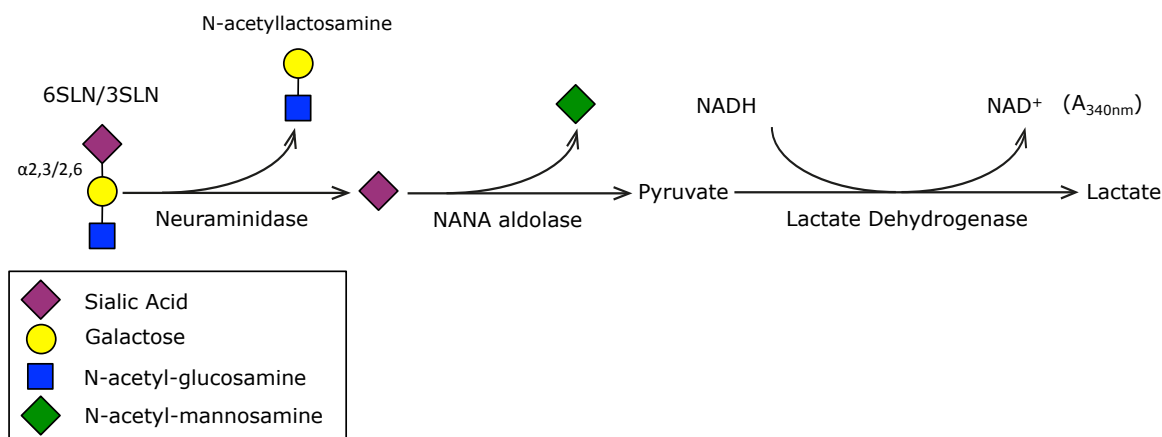 N-acetyllactosamine
6SLN/3SLN
α2,3/2,6
NADH
NAD⁺ (A₃₄₀ₙₘ)
Neuraminidase
NANA aldolase
Pyruvate
Lactate Dehydrogenase
Lactate
Sialic Acid
Galactose
N-acetyl-glucosamine
N-acetyl-mannosamine